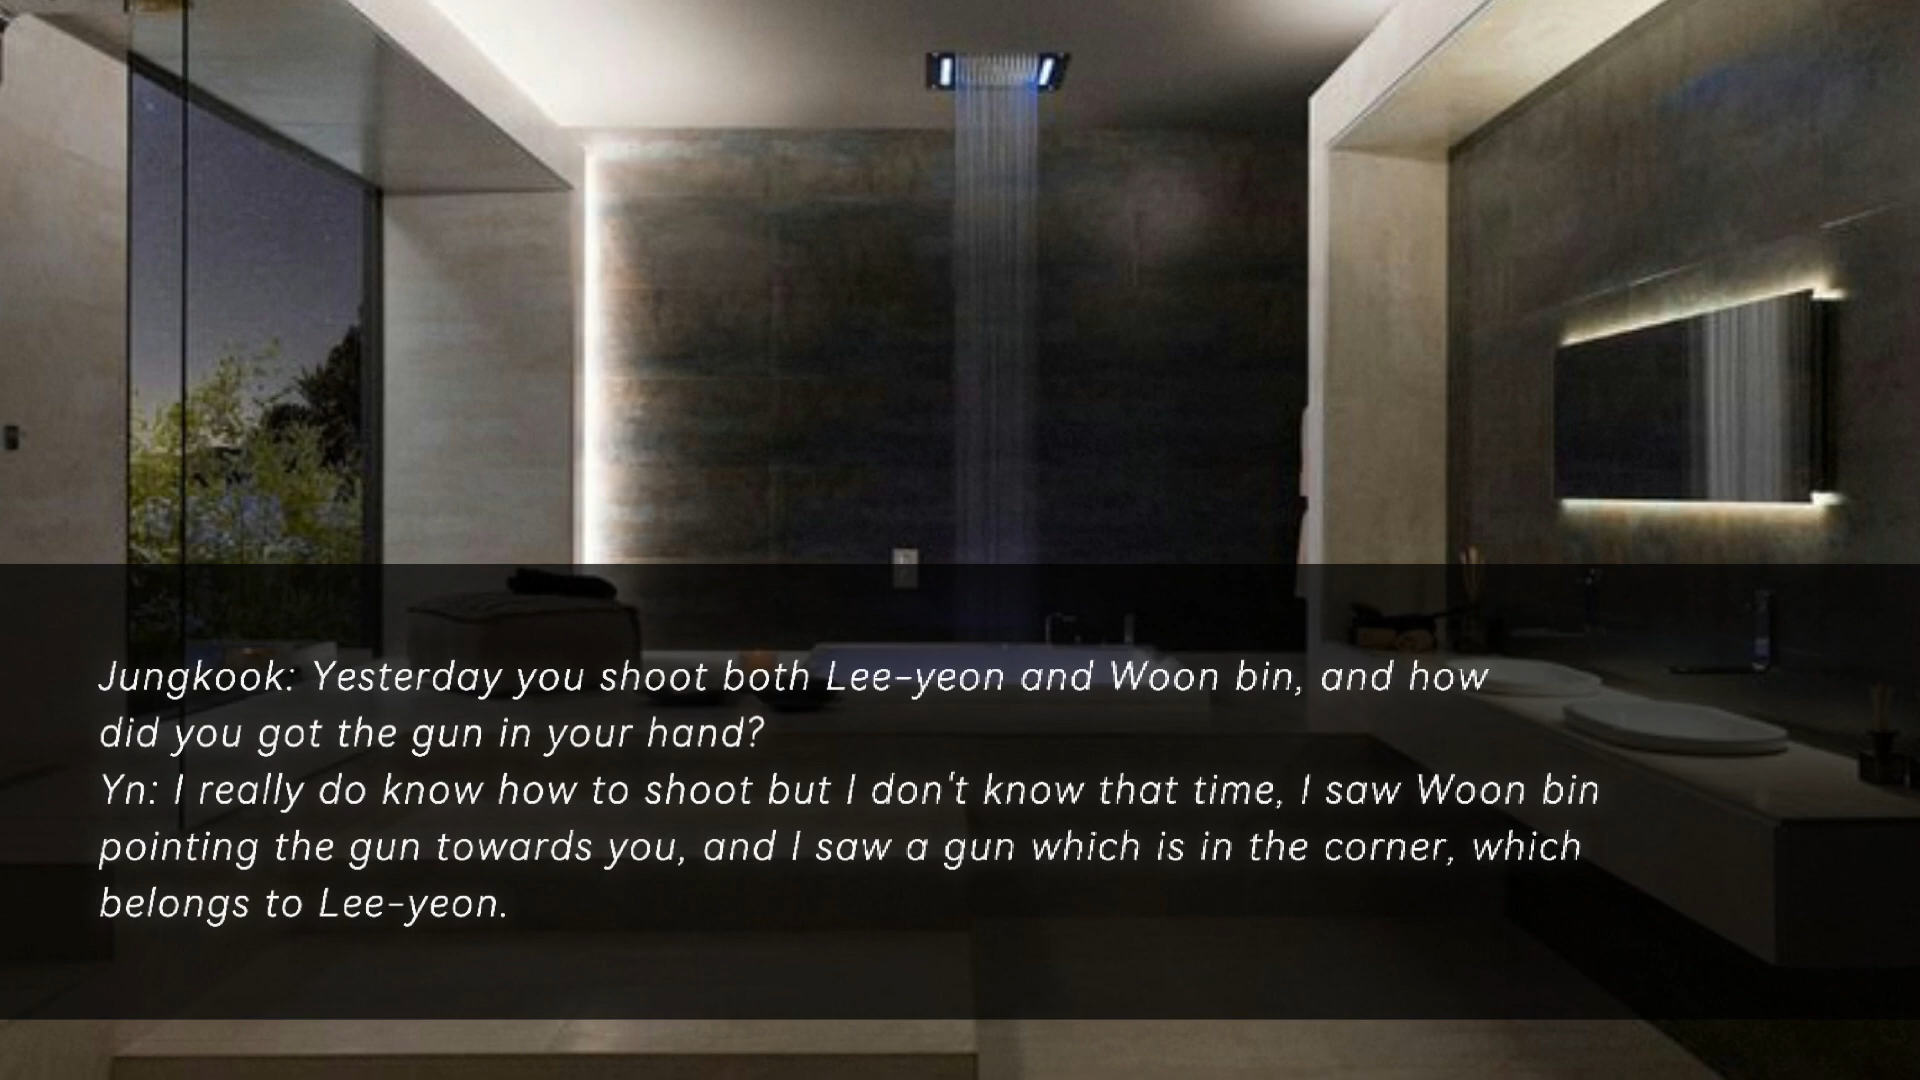 Jungkook: Yesterday you shoot both Lee-yeon and Woon bin, and how
did you got the gun in your hand?
Yn: I really do know how to shoot but I don't know that time, I saw Woon bin
pointing the gun towards you, and I saw a gun which is in the corner, which
belongs to Lee-yeon.